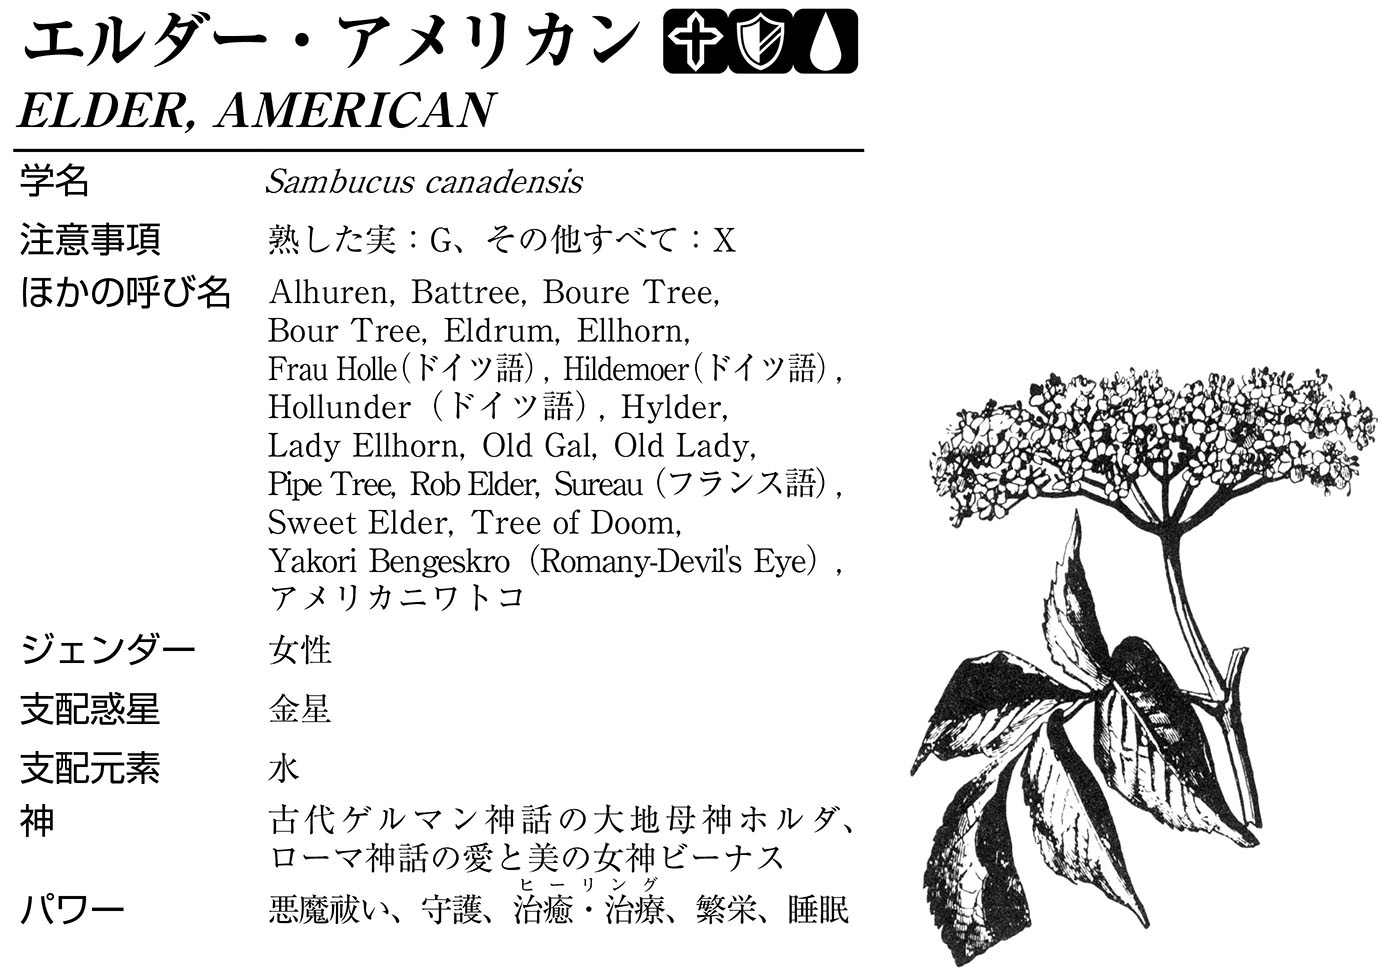 エルダー・アメリカン
ELDER, AMERICAN
学名 Sambucus canadensis
注意事項 熟した実：G、その他すべて：X
ほかの呼び名 Alhuren, Battree, Boure Tree,
Bour Tree, Eldrum, Ellhorn,
Frau Holle（ドイツ語）, Hildemoer（ドイツ語）,
Hollunder（ドイツ語）, Hylder,
Lady Ellhorn, Old Gal, Old Lady,
Pipe Tree, Rob Elder, Sureau（フランス語）,
Sweet Elder, Tree of Doom,
Yakori Bengeskro（Romany-Devil's Eye）,
アメリカニワトコ
ジェンダー 女性
支配惑星 金星
支配元素 水
神 古代ゲルマン神話の大地母神ホルダ、
ローマ神話の愛と美の女神ビーナス
ヒーリング
パワー 悪魔祓い、守護、治癒・治療、繁栄、睡眠